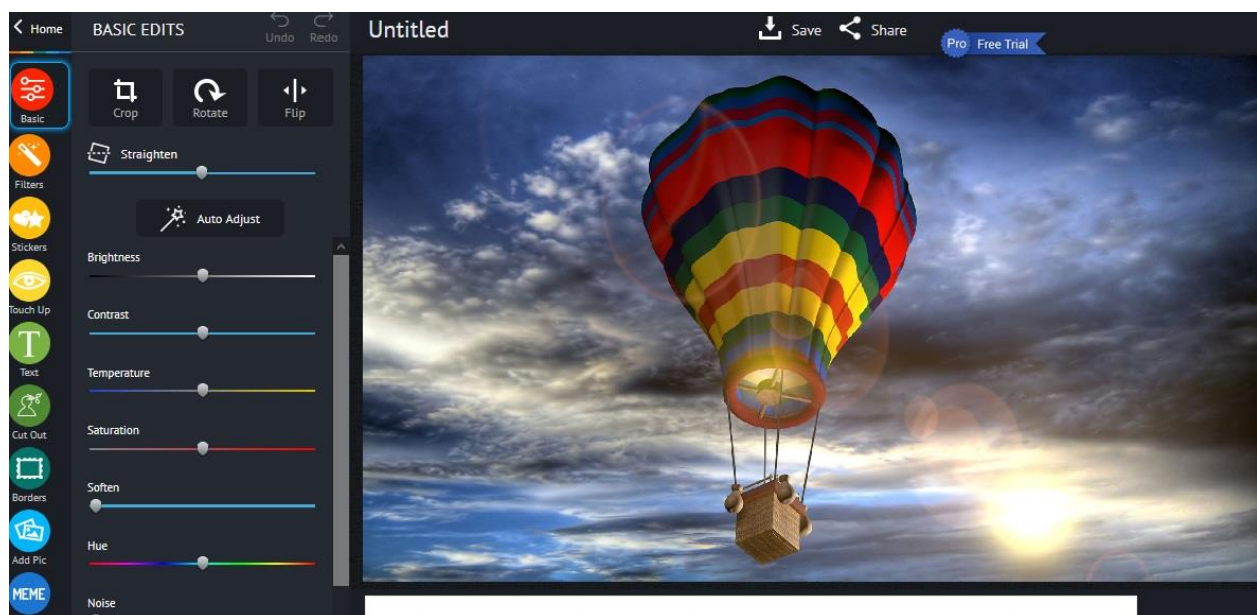 Home
BASIC EDITS
Undo Redo
Untitled
Save
Share
Pro Free Trial
Basic
Filters
Stickers
Touch Up
Text
Cut Out
Borders
Add Pic
MEME
Crop
Rotate
Flip
Straighten
Auto Adjust
Brightness
Contrast
Temperature
Saturation
Soften
Hue
Noise